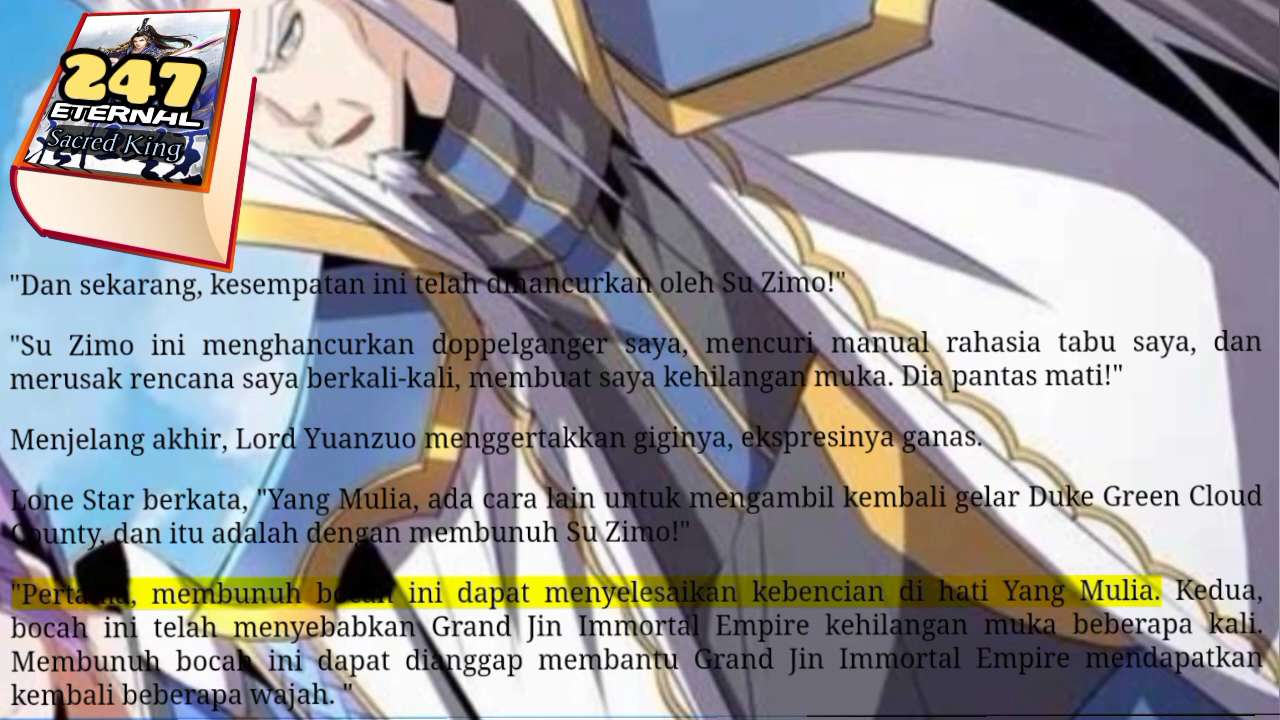 247
ETERNAL
Sacred King
"Dan sekarang, kesempatan ini telah dihancurkan oleh Su Zimo!"
"Su Zimo ini menghancurkan doppelganger saya, mencuri manual rahasia tabu saya, dan
merusak rencana saya berkali-kali, membuat saya kehilangan muka. Dia pantas mati!"
Menjelang akhir, Lord Yuanzuo menggertakkan giginya, ekspresinya ganas.
Lone Star berkata, "Yang Mulia, ada cara lain untuk mengambil kembali gelar Duke Green Cloud
County, dan itu adalah dengan membunuh Su Zimo!"
"Pertama, membunuh bocah ini dapat menyelesaikan kebencian di hati Yang Mulia. Kedua,
bocah ini telah menyebabkan Grand Jin Immortal Empire kehilangan muka beberapa kali.
Membunuh bocah ini dapat dianggap membantu Grand Jin Immortal Empire mendapatkan
kembali beberapa wajah. "